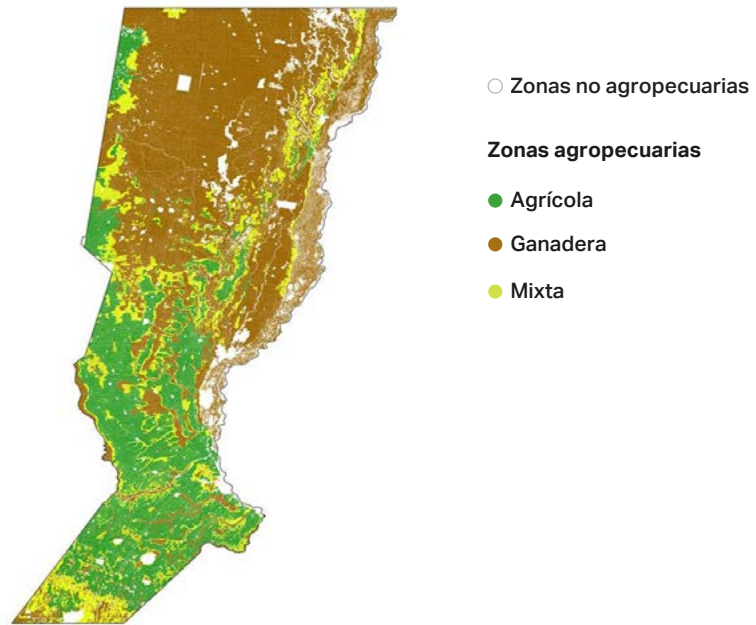 Zonas no agropecuarias
Zonas agropecuarias
Agrícola
Ganadera
Mixta